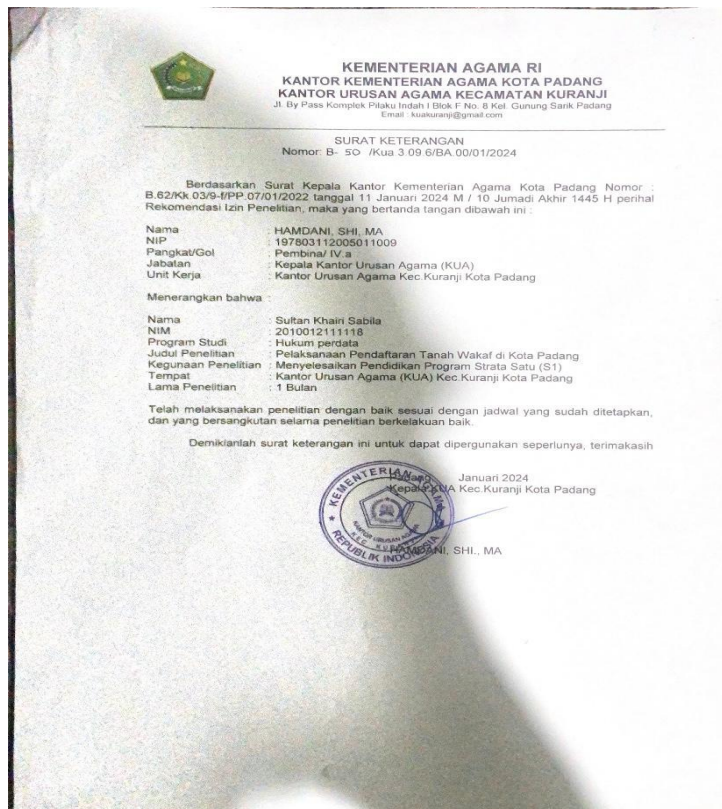 KEMENTERIAN AGAMA RI
KANTOR KEMENTERIAN AGAMA KOTA PADANG
KANTOR URUSAN AGAMA KECAMATAN KURANJI
Jl. By Pass Komplek Pilaku Indah I Blok F No. 8 Kel. Gunung Sarik Padang
Email : kuakuranji@gmail.com
SURAT KETERANGAN
Nomor: B- 50 /Kua 3.09.6/BA.00/01/2024
Berdasarkan Surat Kepala Kantor Kementerian Agama Kota Padang Nomor :
B.62/Kk.03/9-f/PP.07/01/2022 tanggal 11 Januari 2024 M / 10 Jumadi Akhir 1445 H perihal
Rekomendasi Izin Penelitian, maka yang bertanda tangan dibawah ini :
Nama : HAMDANI, SHI, MA
NIP : 197803112005011009
Pangkat/Gol : Pembina/ IV.a
Jabatan : Kepala Kantor Urusan Agama (KUA)
Unit Kerja : Kantor Urusan Agama Kec.Kuranji Kota Padang
Menerangkan bahwa :
Nama : Sultan Khairi Sabila
NIM : 2010012111118
Program Studi : Hukum perdata
Judul Penelitian : Pelaksanaan Pendaftaran Tanah Wakaf di Kota Padang
Kegunaan Penelitian : Menyelesaikan Pendidikan Program Strata Satu (S1)
Tempat : Kantor Urusan Agama (KUA) Kec.Kuranji Kota Padang
Lama Penelitian : 1 Bulan
Telah melaksanakan penelitian dengan baik sesuai dengan jadwal yang sudah ditetapkan,
dan yang bersangkutan selama penelitian berkelakuan baik.
Demikianlah surat keterangan ini untuk dapat dipergunakan seperlunya, terimakasih
Padang, Januari 2024
Kepala KUA Kec.Kuranji Kota Padang
KEMENTERIAN AGAMA
KANTOR URUSAN AGAMA
REPUBLIK INDONESIA
HAMDANI, SHI., MA